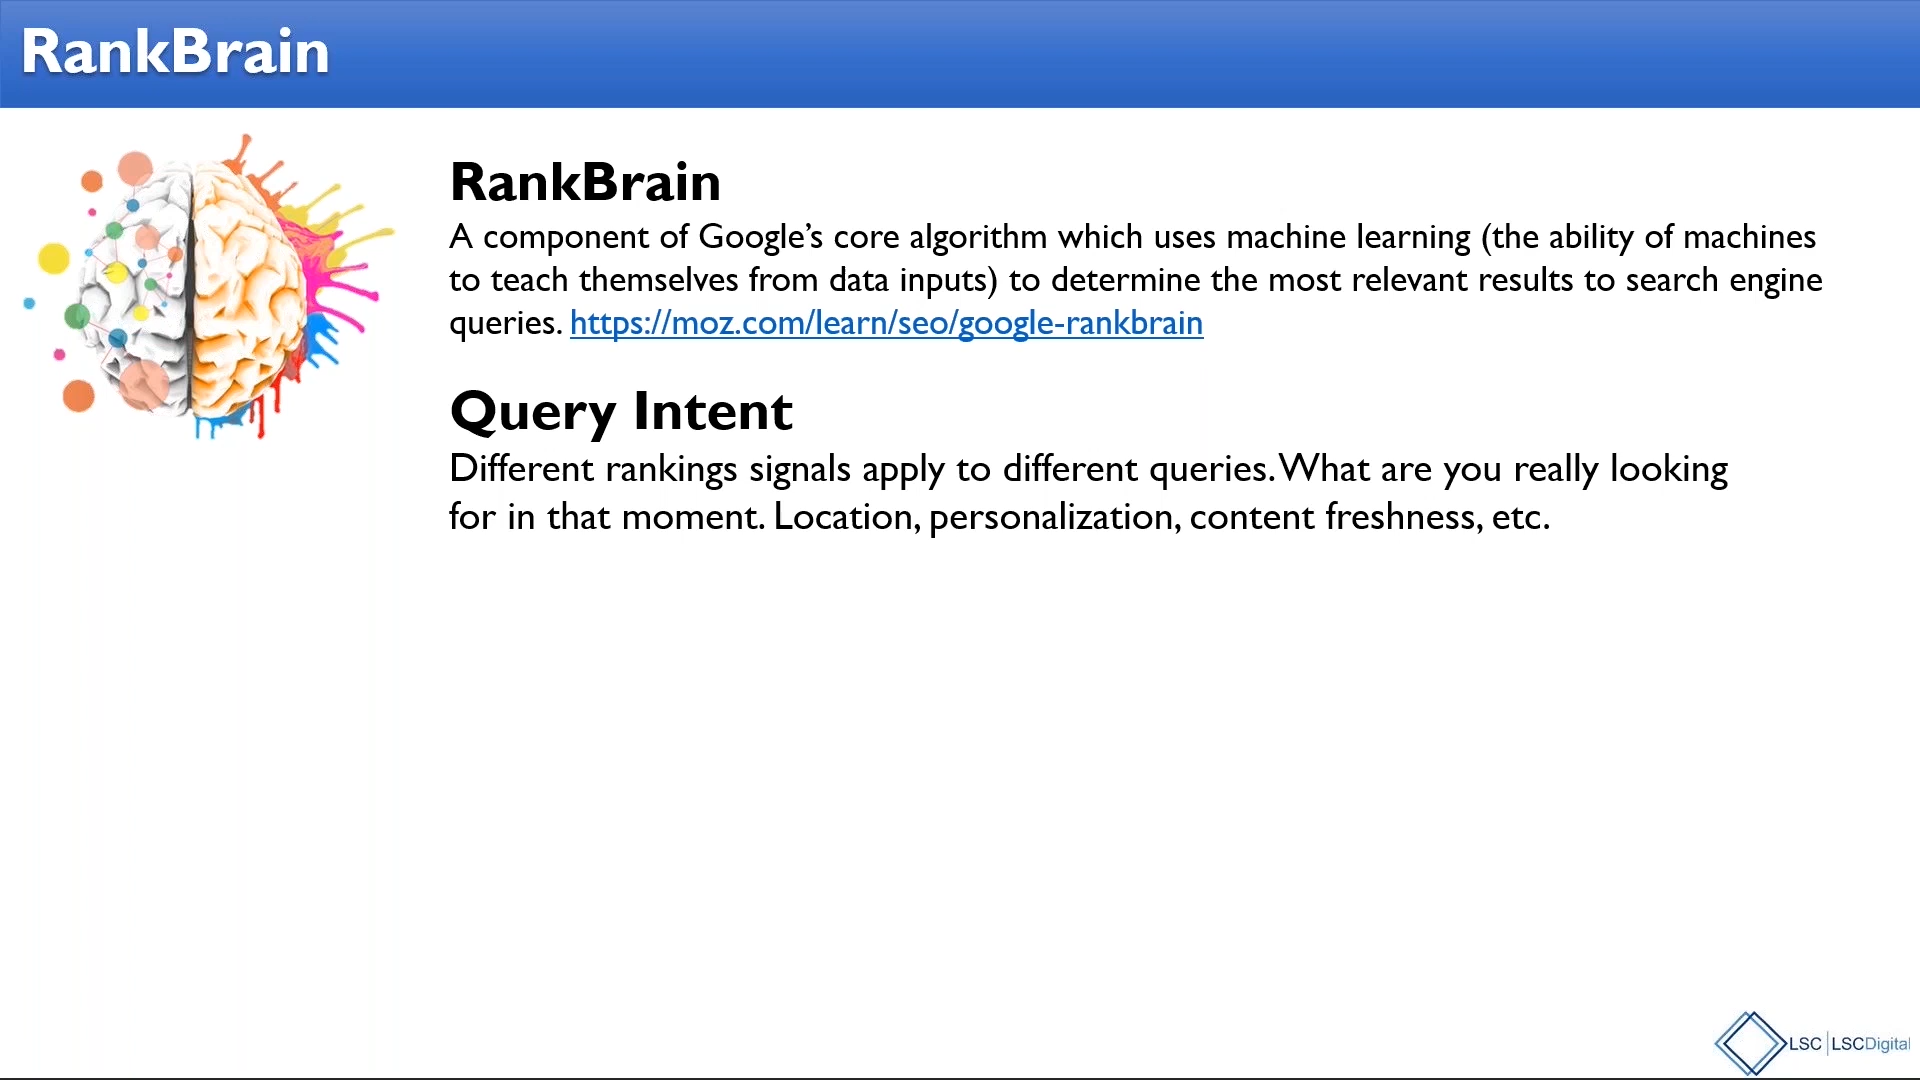 RankBrain
RankBrain
A component of Google’s core algorithm which uses machine learning (the ability of machines
to teach themselves from data inputs) to determine the most relevant results to search engine
queries. https://moz.com/learn/seo/google-rankbrain
Query Intent
Different rankings signals apply to different queries. What are you really looking
for in that moment. Location, personalization, content freshness, etc.
LSC | LSCDigital